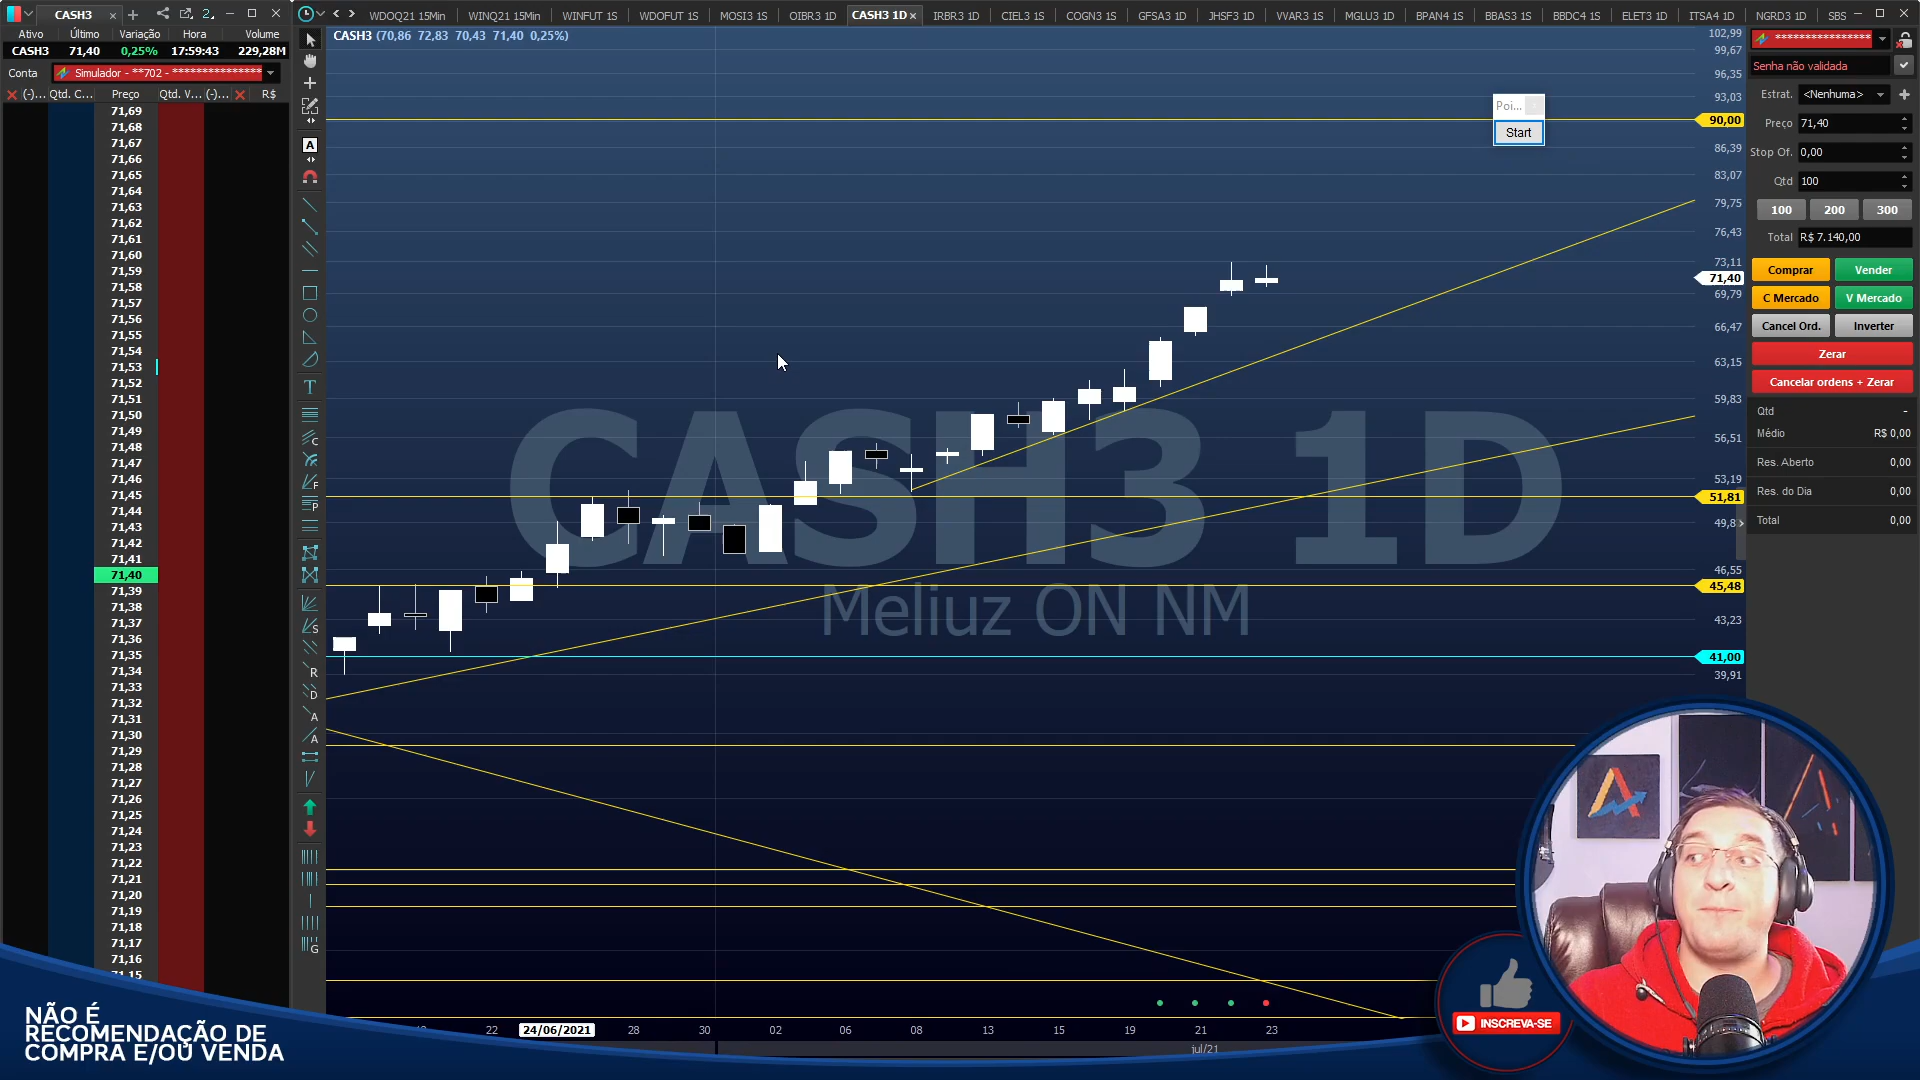 CASH3
2
WDOQ21 15Min
WINQ21 15Min
WINFUT 1S
WDOFUT 1S
MOSI3 1S
OIBR3 1D
CASH3 1D
IRBR3 1D
CIEL3 1S
COGN3 1S
GFSA3 1D
JHSF3 1D
VVAR3 1S
MGLU3 1D
BPAN4 1S
BBAS3 1S
BBDC4 1S
ELET3 1D
ITSA4 1D
NGRD3 1D
SBS
Ativo Último Variação Hora Volume
CASH3 71,40 0,25% 17:59:43 229,28M
Conta Simulador - **702 - ****************
(-)... Qtd. C... Preço Qtd. V... (-)... R$
71,69
71,68
71,67
71,66
71,65
71,64
71,63
71,62
71,61
71,60
71,59
71,58
71,57
71,56
71,55
71,54
71,53
71,52
71,51
71,50
71,49
71,48
71,47
71,46
71,45
71,44
71,43
71,42
71,41
71,40
71,39
71,38
71,37
71,36
71,35
71,34
71,33
71,32
71,31
71,30
71,29
71,28
71,27
71,26
71,25
71,24
71,23
71,22
71,21
71,20
71,19
71,18
71,17
71,16
71,15
CASH3 (70,86 72,83 70,43 71,40 0,25%)
CASH3 1D
Meliuz ON NM
Poi...
Start
102,99
99,67
96,35
93,03
90,00
86,39
83,07
79,75
76,43
73,11
71,40
69,79
66,47
63,15
59,83
56,51
53,19
51,81
49,8
46,55
45,48
43,23
41,00
39,91
22
24/06/2021
28
30
02
06
08
13
15
19
21
23
jul/21
****************
Senha não validada
Estrat. <Nenhuma>
Preço 71,40
Stop Of. 0,00
Qtd 100
100 200 300
Total R$ 7.140,00
Comprar Vender
C Mercado V Mercado
Cancel Ord. Inverter
Zerar
Cancelar ordens + Zerar
Qtd -
Médio R$ 0,00
Res. Aberto 0,00
Res. do Dia 0,00
Total 0,00
INSCREVA-SE
NÃO É
RECOMENDAÇÃO DE
COMPRA E/OU VENDA